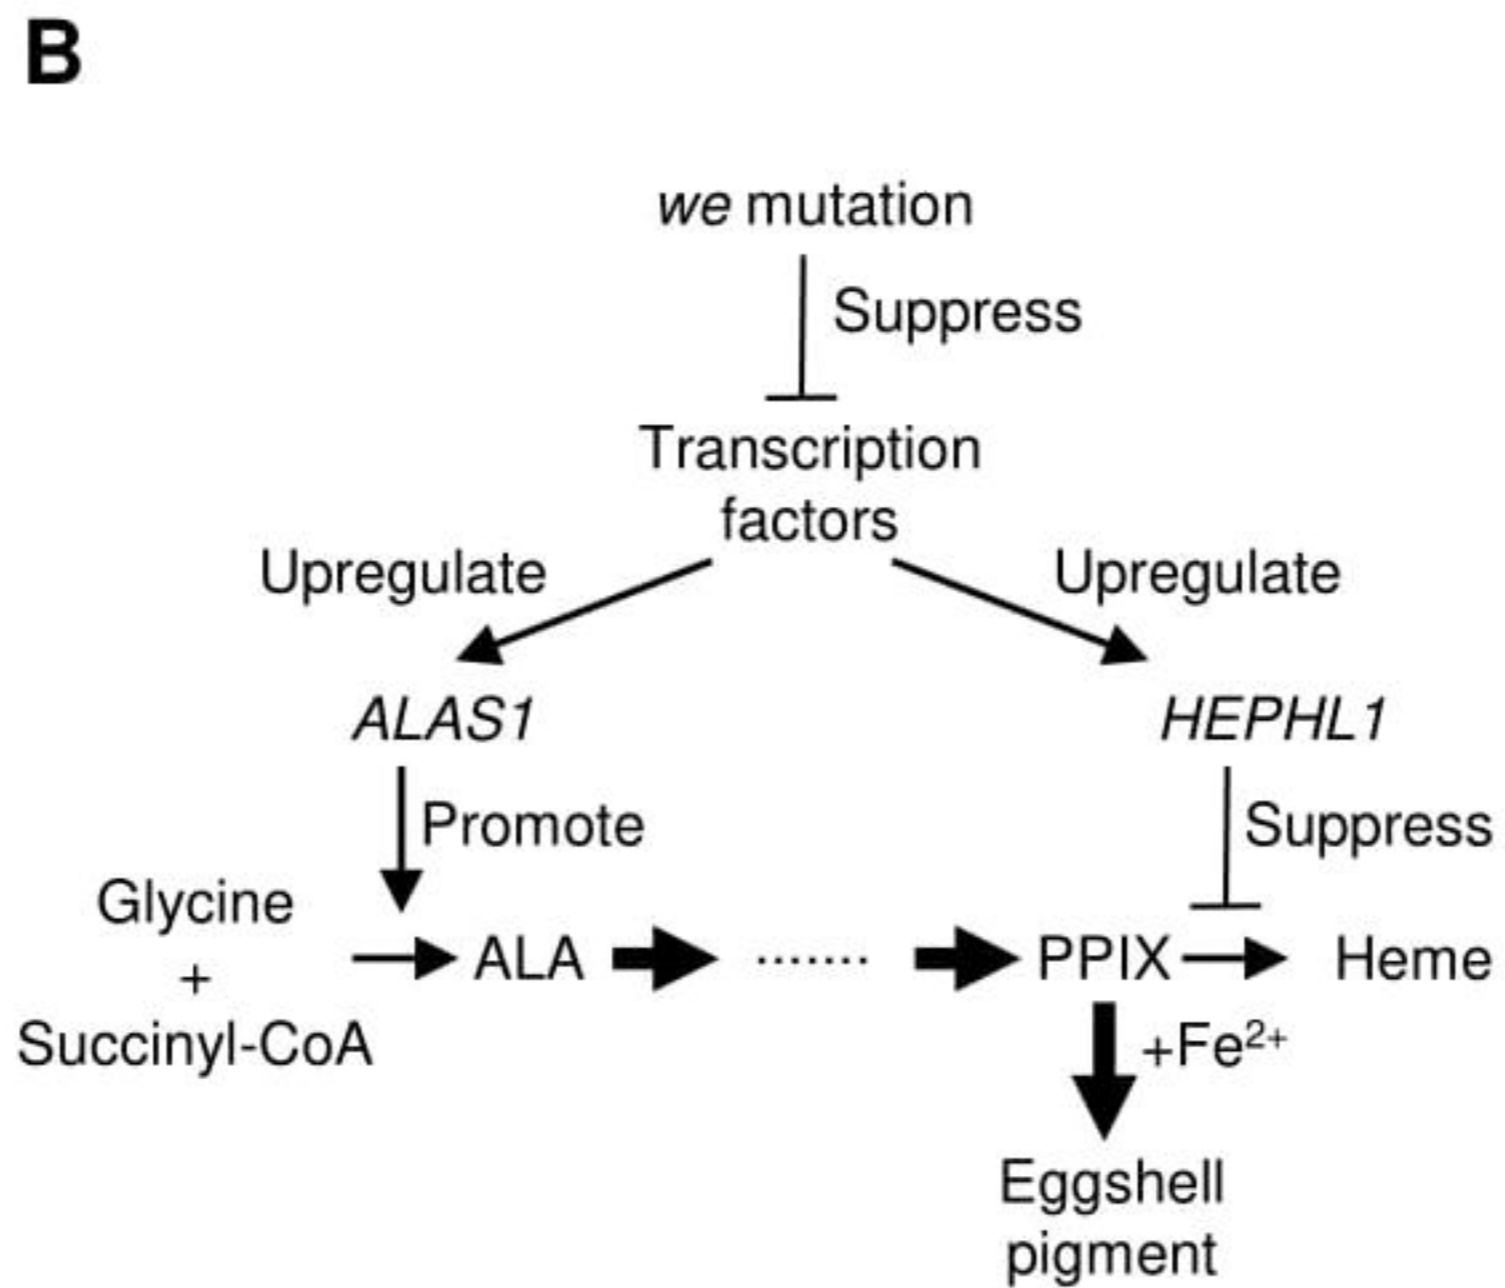 B
we mutation
Suppress
Transcription
factors
Upregulate
Upregulate
ALAS1
HEPHL1
Promote
Suppress
Glycine
+
Succinyl-CoA
ALA
.......
PPIX
Heme
+Fe²⁺
Eggshell
pigment